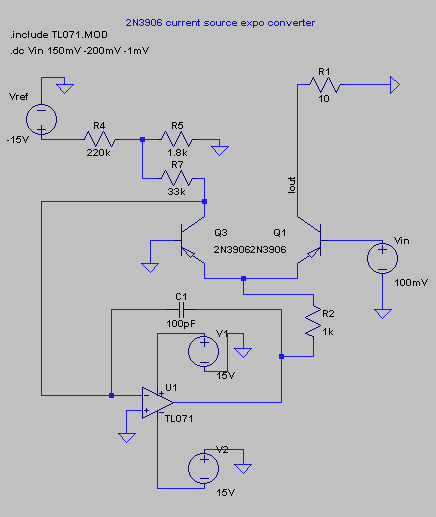 2N3906 current source expo converter
.include TL071.MOD
.dc Vin 150mV -200mV -1mV
R1
10
Vref
-15V
R4
220k
R5
1.8k
R7
33k
Iout
Q3
2N3906
Q1
2N3906
Vin
100mV
C1
100pF
R2
1k
V1
15V
U1
TL071
V2
15V